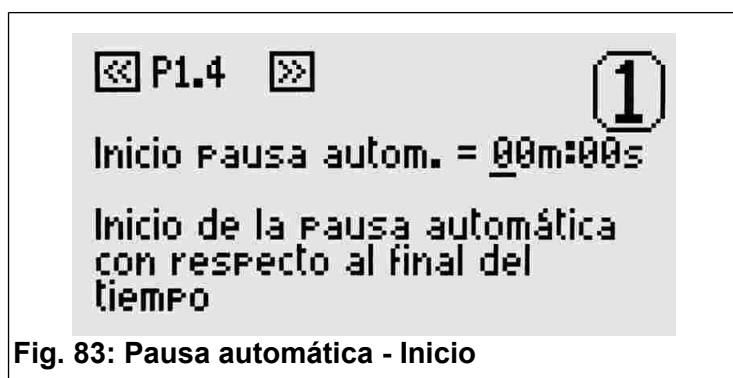 << P1.4 >>
1
Inicio pausa autom. = 00m:00s
Inicio de la pausa automática
con respecto al final del
tiempo
Fig. 83: Pausa automática - Inicio